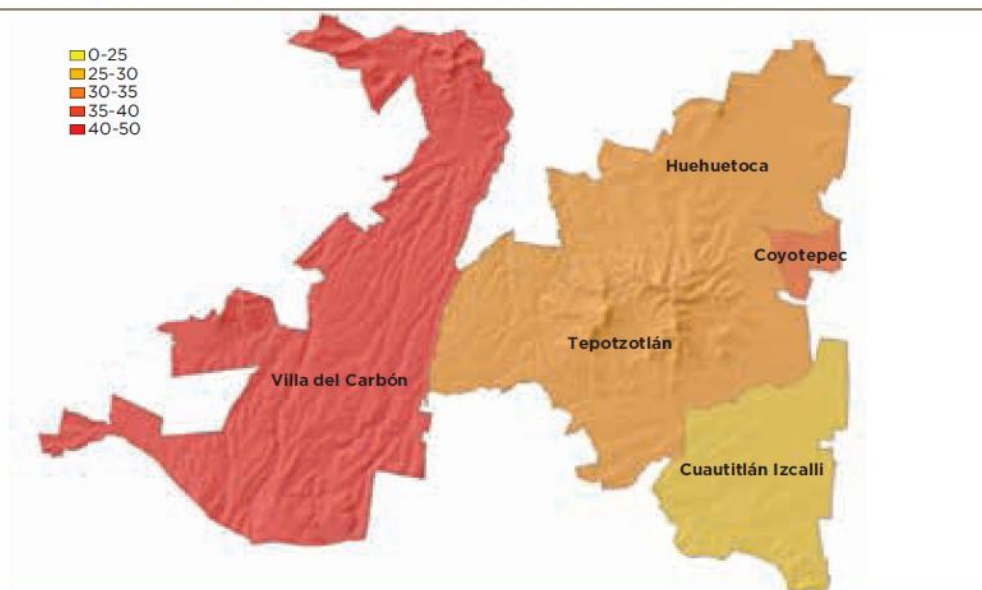 0-25
25-30
30-35
35-40
40-50
Huehuetoca
Coyotepec
Tepotzotlán
Villa del Carbón
Cuautitlán Izcalli